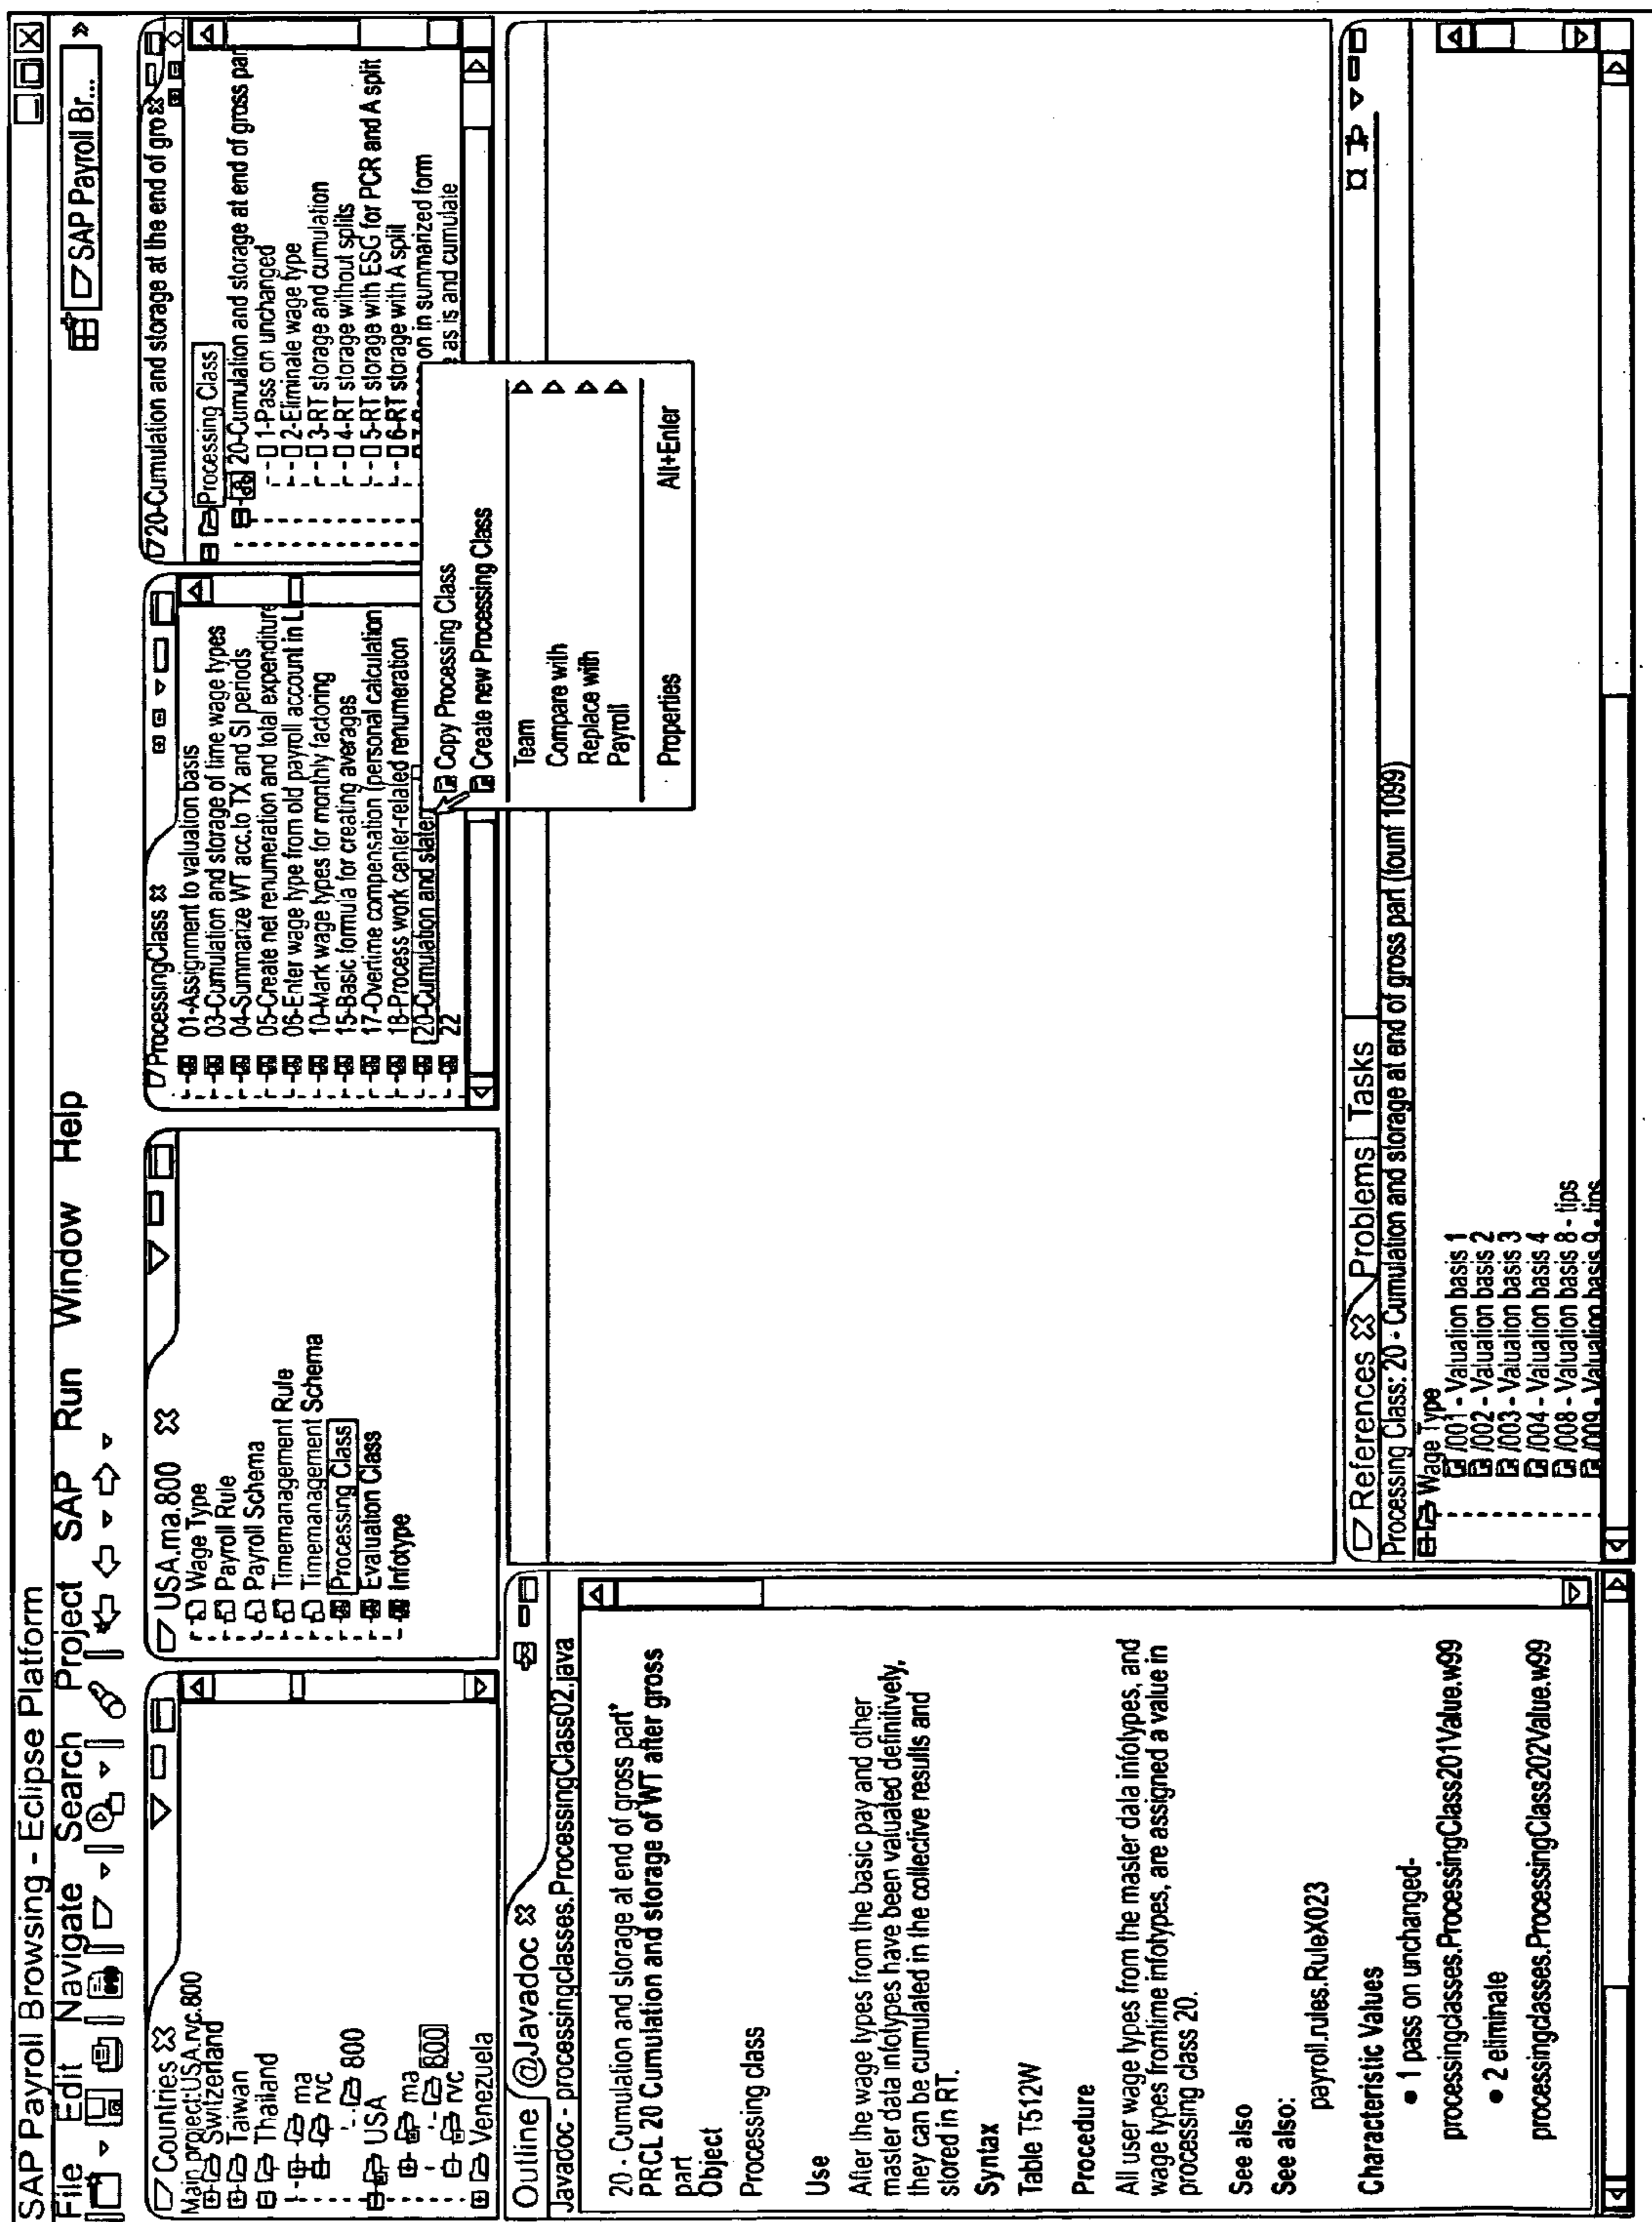 SAP Payroll Browsing - Eclipse Platform
File Edit Navigate Search Project SAP Run Window Help
SAP Payroll Br... »
Countries
Main project:USA.rvc.800
Switzerland
Taiwan
Thailand
ma
rvc
800
USA
ma
800
rvc
Venezuela
USA.ma.800
Wage Type
Payroll Rule
Payroll Schema
Timemanagement Rule
Timemanagement Schema
Processing Class
Evaluation Class
Infotype
ProcessingClass
01-Assignment to valuation basis
03-Cumulation and storage of time wage types
04-Summarize WT acc.to TX and SI periods
05-Create net renumeration and total expenditure
06-Enter wage type from old payroll account in L
10-Mark wage types for monthly factoring
15-Basic formula for creating averages
17-Overtime compensation (personal calculation
18-Process work center-related renumeration
20-Cumulation and
22
20-Cumulation and storage at the end of gro
Processing Class
20-Cumulation and storage at end of gross par
1-Pass on unchanged
2-Eliminale wage type
3-RT storage and cumulation
4-RT storage without splits
5-RT storage with ESG for PCR and A split
6-RT storage with A split
on in summarized form
as is and cumulate
Copy Processing Class
Create new Processing Class
Team
Compare with
Replace with
Payroll
Properties Alt+Enter
Outline @Javadoc
Javadoc - processingclasses.ProcessingClass02.java
20 - Cumulation and storage at end of gross part*
PRCL 20 Cumulation and storage of WT after gross
part
Object
Processing class
Use
After the wage types from the basic pay and other
master data infotypes have been valuated definitively,
they can be cumulated in the collective results and
stored in RT.
Syntax
Table T512W
Procedure
All user wage types from the master data infotypes, and
wage types fromtime infotypes, are assigned a value in
processing class 20.
See also
See also:
payroll.rules.RuleX023
Characteristic Values
• 1 pass on unchanged-
processingclasses.ProcessingClass201Value.w99
• 2 eliminate
processingclasses.ProcessingClass202Value.w99
References Problems Tasks
Processing Class: 20 - Cumulation and storage at end of gross part (founf 1099)
Wage Type
/001 - Valuation basis 1
/002 - Valuation basis 2
/003 - Valuation basis 3
/004 - Valuation basis 4
/008 - Valuation basis 8 - tips
/009 - Valuation basis 9 - tips